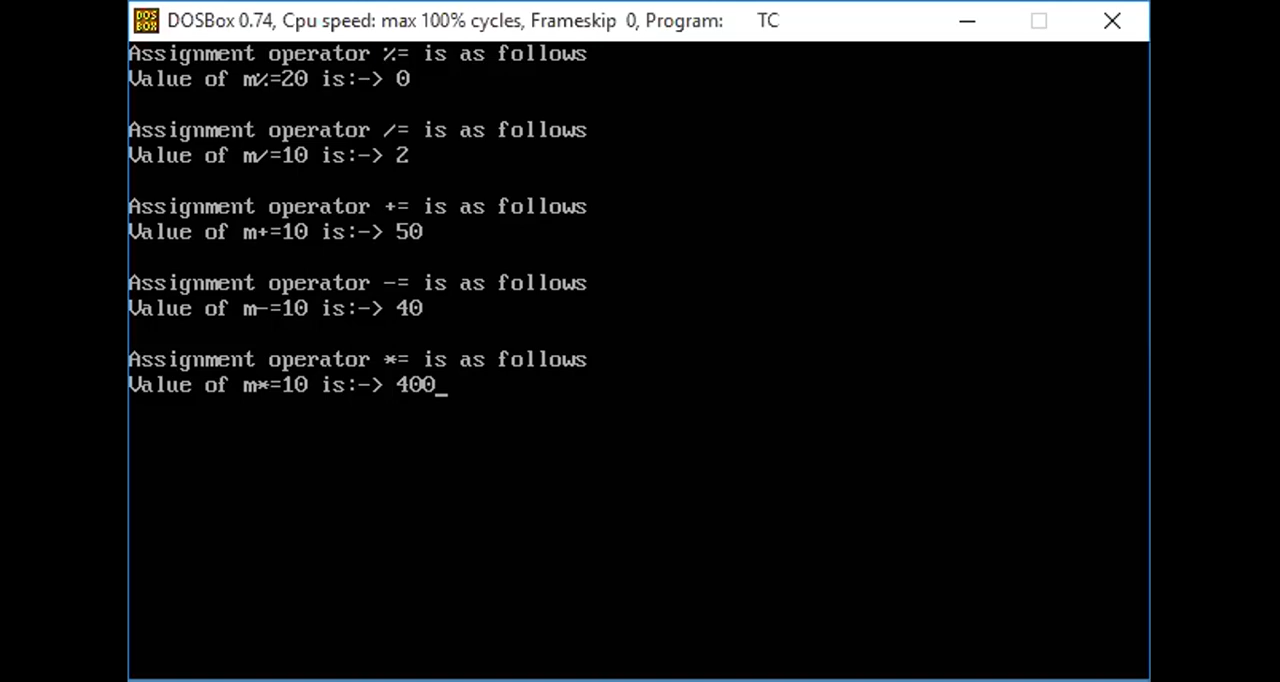 DOS
BOX
DOSBox 0.74, Cpu speed: max 100% cycles, Frameskip 0, Program: TC
Assignment operator %= is as follows
Value of m%=20 is:-> 0
Assignment operator /= is as follows
Value of m/=10 is:-> 2
Assignment operator += is as follows
Value of m+=10 is:-> 50
Assignment operator -= is as follows
Value of m-=10 is:-> 40
Assignment operator *= is as follows
Value of m*=10 is:-> 400_